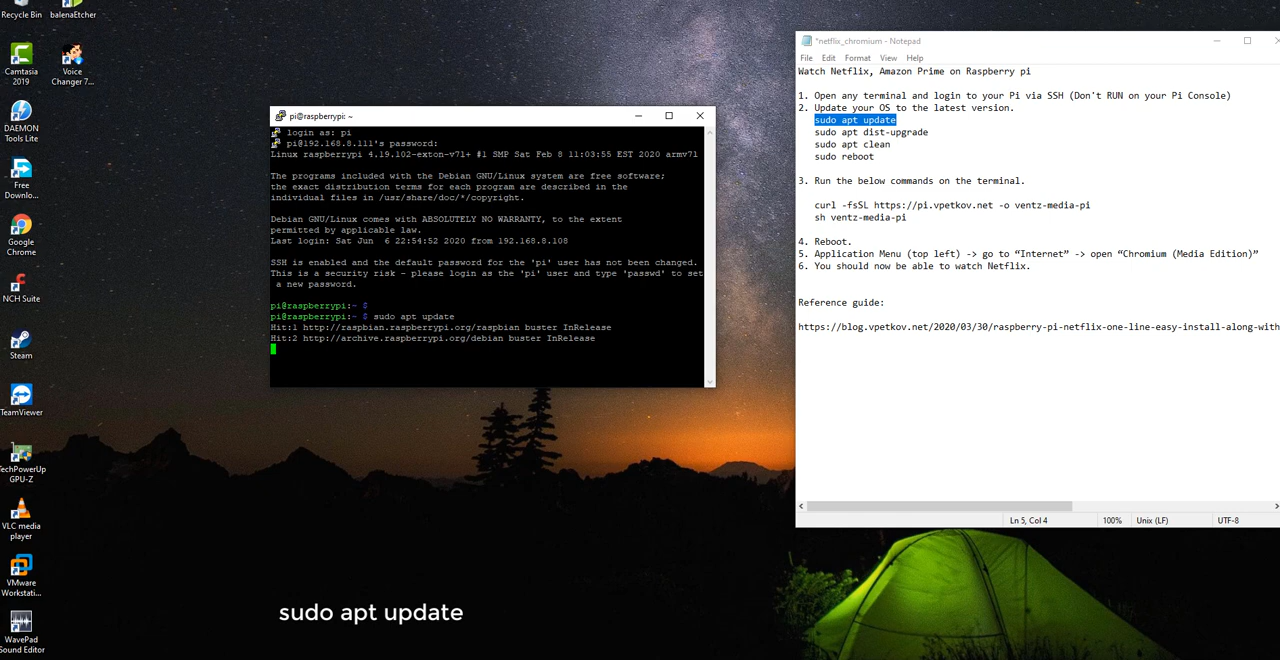 Recycle Bin
balenaEtcher
Camtasia
2019
Voice
Changer 7...
DAEMON
Tools Lite
Free
Downlo...
Google
Chrome
NCH Suite
Steam
TeamViewer
TechPowerUp
GPU-Z
VLC media
player
VMware
Workstati...
WavePad
Sound Editor
pi@raspberrypi: ~
login as: pi
pi@192.168.8.111's password:
Linux raspberrypi 4.19.102-exton-v7l+ #1 SMP Sat Feb 8 11:03:55 EST 2020 armv7l
The programs included with the Debian GNU/Linux system are free software;
the exact distribution terms for each program are described in the
individual files in /usr/share/doc/*/copyright.
Debian GNU/Linux comes with ABSOLUTELY NO WARRANTY, to the extent
permitted by applicable law.
Last login: Sat Jun  6 22:54:52 2020 from 192.168.8.108
SSH is enabled and the default password for the 'pi' user has not been changed.
This is a security risk - please login as the 'pi' user and type 'passwd' to set
a new password.
pi@raspberrypi:~ $
pi@raspberrypi:~ $ sudo apt update
Hit:1 http://raspbian.raspberrypi.org/raspbian buster InRelease
Hit:2 http://archive.raspberrypi.org/debian buster InRelease
*netflix_chromium - Notepad
File Edit Format View Help
Watch Netflix, Amazon Prime on Raspberry pi
1. Open any terminal and login to your Pi via SSH (Don't RUN on your Pi Console)
2. Update your OS to the latest version.
sudo apt update
sudo apt dist-upgrade
sudo apt clean
sudo reboot
3. Run the below commands on the terminal.
curl -fsSL https://pi.vpetkov.net -o ventz-media-pi
sh ventz-media-pi
4. Reboot.
5. Application Menu (top left) -> go to “Internet” -> open “Chromium (Media Edition)”
6. You should now be able to watch Netflix.
Reference guide:
https://blog.vpetkov.net/2020/03/30/raspberry-pi-netflix-one-line-easy-install-along-with
Ln 5, Col 4 100% Unix (LF) UTF-8
sudo apt update